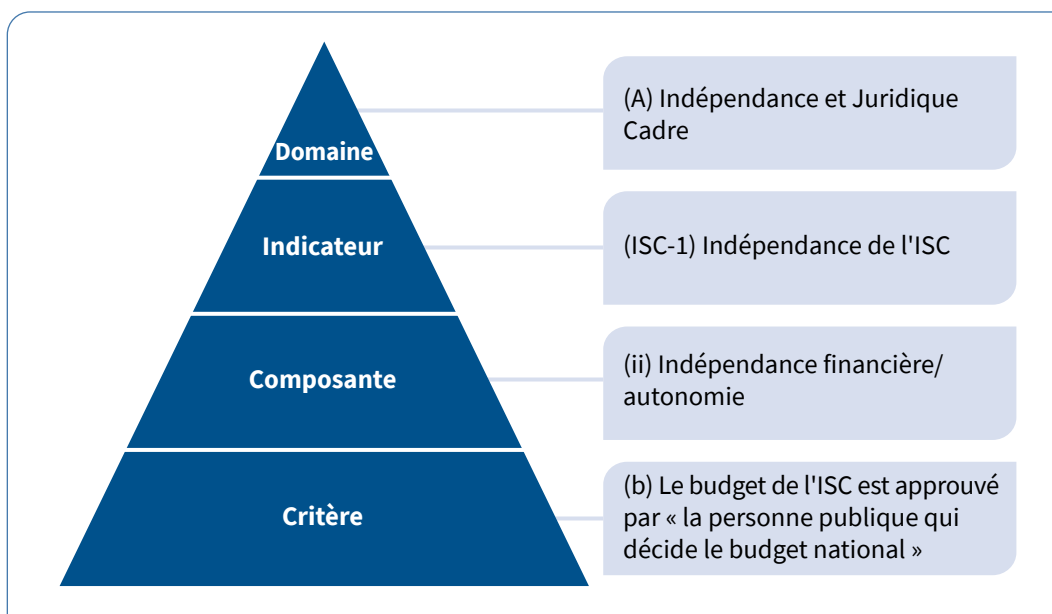 Domaine
(A) Indépendance et Juridique
Cadre
Indicateur
(ISC-1) Indépendance de l'ISC
Composante
(ii) Indépendance financière/
autonomie
Critère
(b) Le budget de l'ISC est approuvé
par « la personne publique qui
décide le budget national »